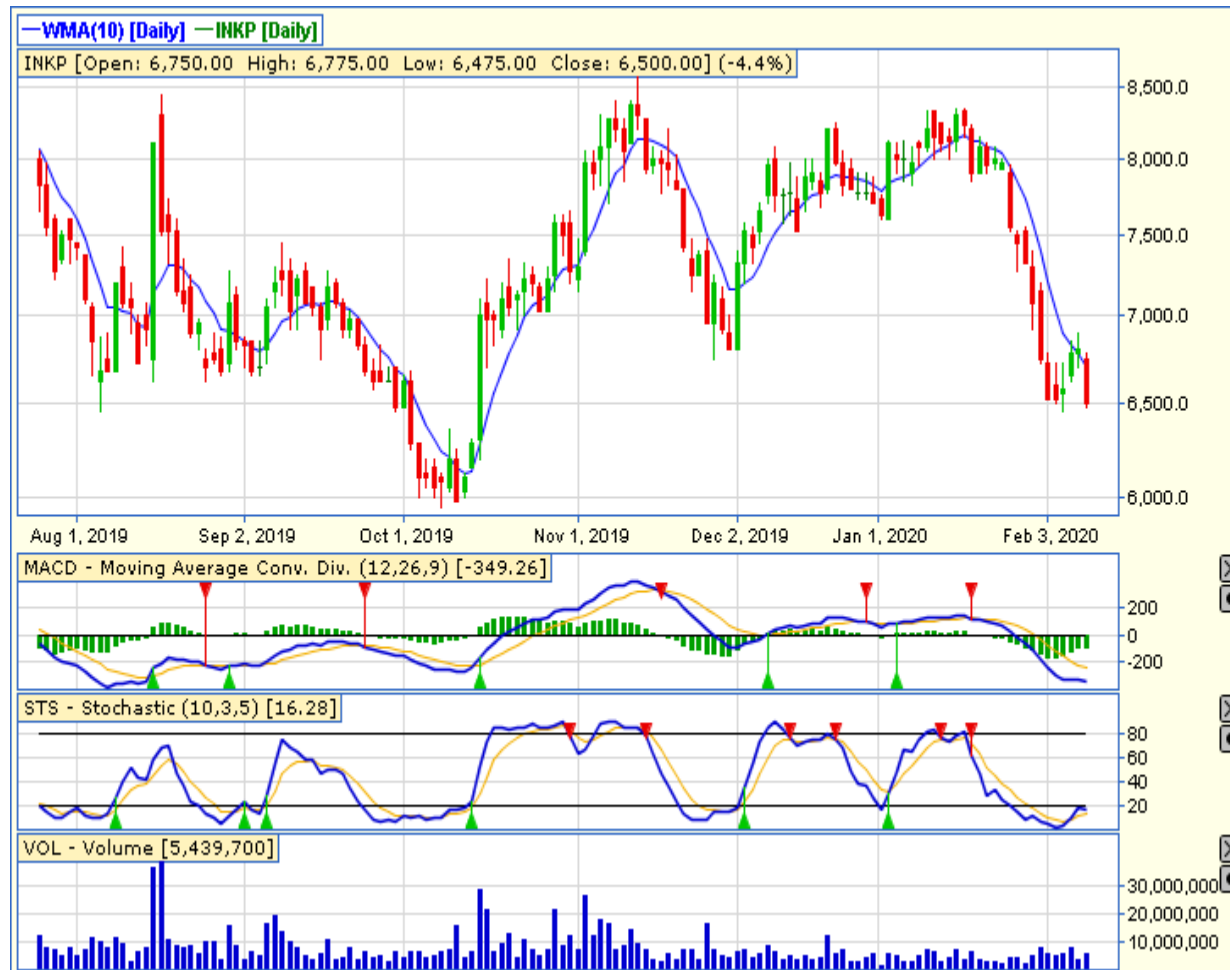 WMA(10) [Daily] INKP [Daily]
INKP [Open: 6,750.00 High: 6,775.00 Low: 6,475.00 Close: 6,500.00] (-4.4%)
8,500.0
8,000.0
7,500.0
7,000.0
6,500.0
6,000.0
Aug 1, 2019 Sep 2, 2019 Oct 1, 2019 Nov 1, 2019 Dec 2, 2019 Jan 1, 2020 Feb 3, 2020
MACD - Moving Average Conv. Div. (12,26,9) [-349.26]
200
0
-200
STS - Stochastic (10,3,5) [16.28]
80
60
40
20
VOL - Volume [5,439,700]
30,000,000
20,000,000
10,000,000